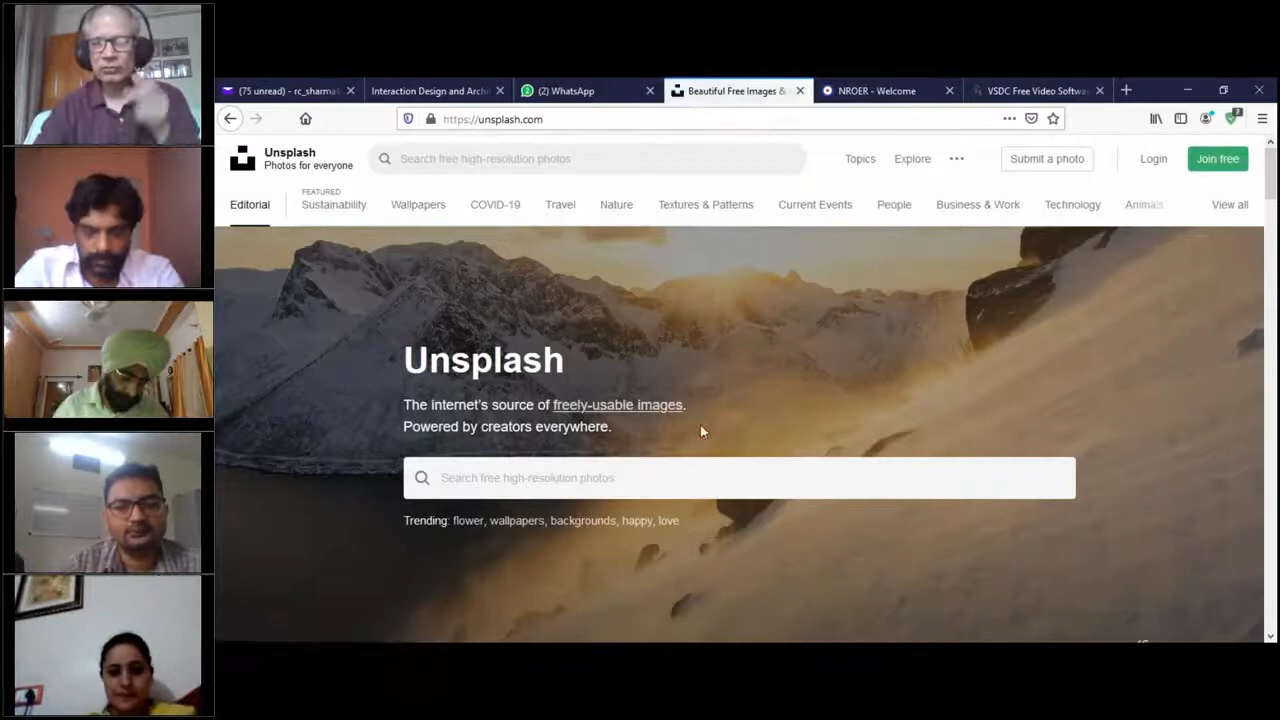 (75 unread) - rc_sharma
Interaction Design and Archi
(2) WhatsApp
Beautiful Free Images &
NROER - Welcome
VSDC Free Video Softwa
https://unsplash.com
Unsplash
Photos for everyone
Search free high-resolution photos
Topics
Explore
Submit a photo
Login
Join free
Editorial
FEATURED
Sustainability
Wallpapers
COVID-19
Travel
Nature
Textures & Patterns
Current Events
People
Business & Work
Technology
Animals
View all
Unsplash
The internet's source of freely-usable images.
Powered by creators everywhere.
Search free high-resolution photos
Trending: flower, wallpapers, backgrounds, happy, love